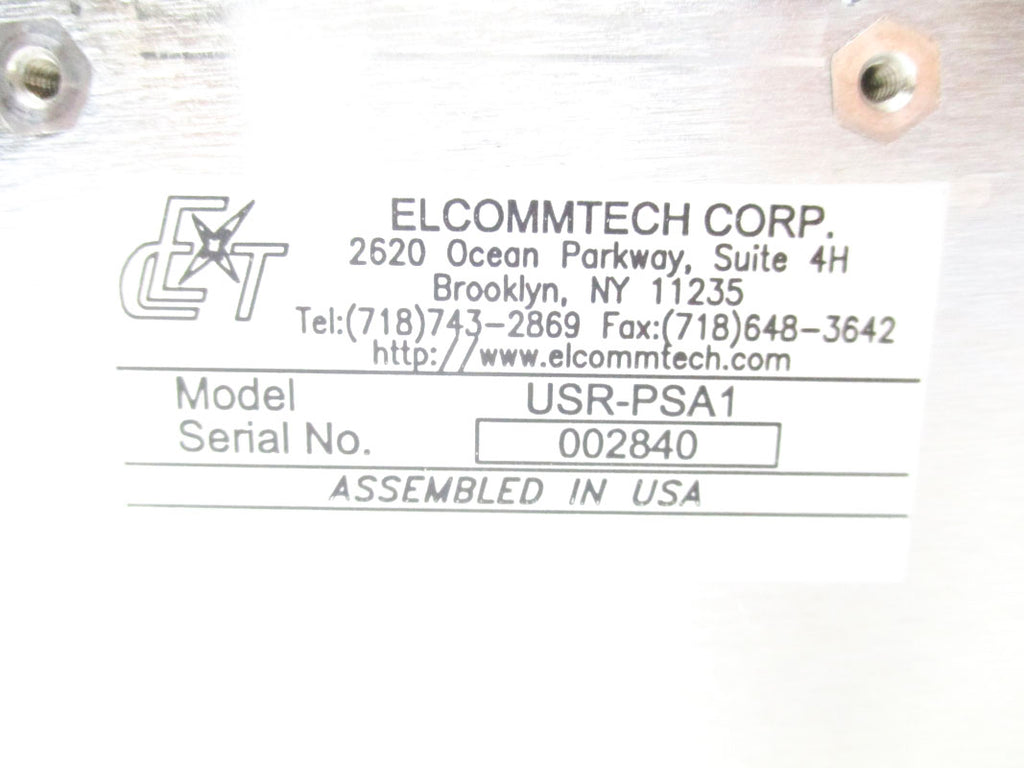 ECT
ELCOMMTECH CORP.
2620 Ocean Parkway, Suite 4H
Brooklyn, NY 11235
Tel:(718)743-2869 Fax:(718)648-3642
http://www.elcommtech.com
Model USR-PSA1
Serial No. 002840
ASSEMBLED IN USA